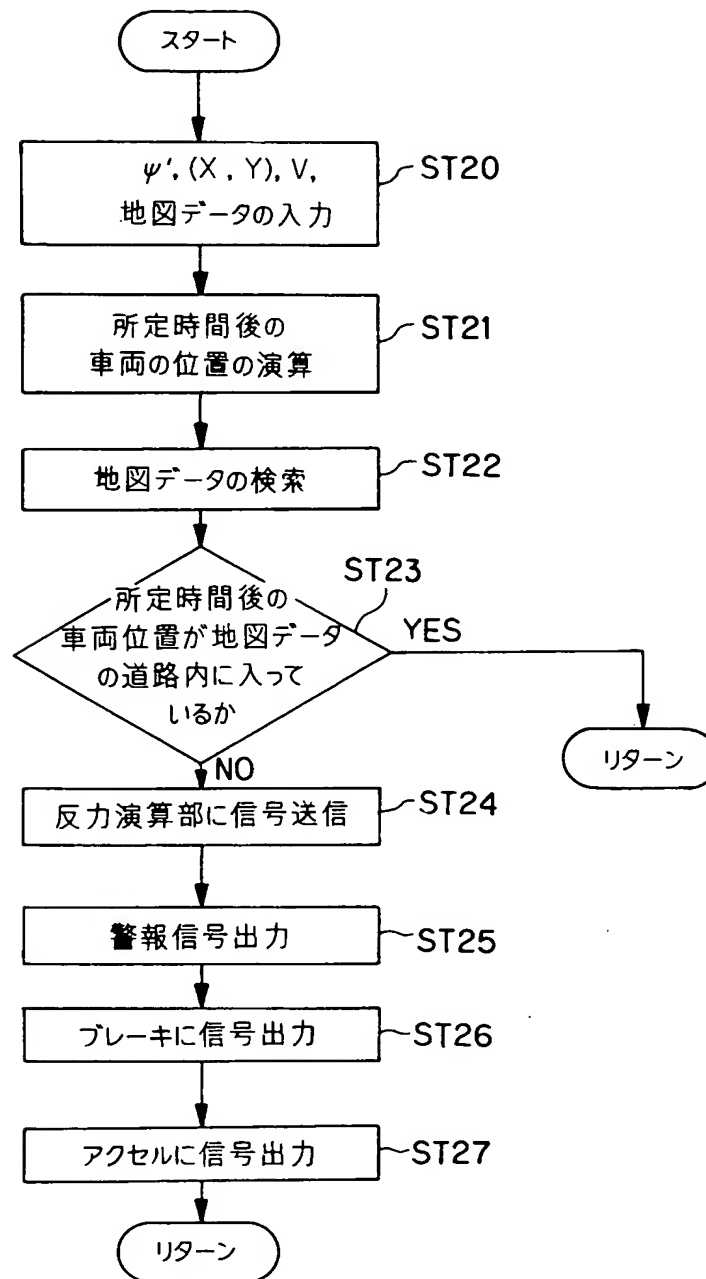 スタート
ψ', (X , Y), V,
地図データの入力
ST20
所定時間後の
車両の位置の演算
ST21
地図データの検索
ST22
ST23
所定時間後の
車両位置が地図データ
の道路内に入って
いるか
YES
リターン
NO
反力演算部に信号送信
ST24
警報信号出力
ST25
ブレーキに信号出力
ST26
アクセルに信号出力
ST27
リターン